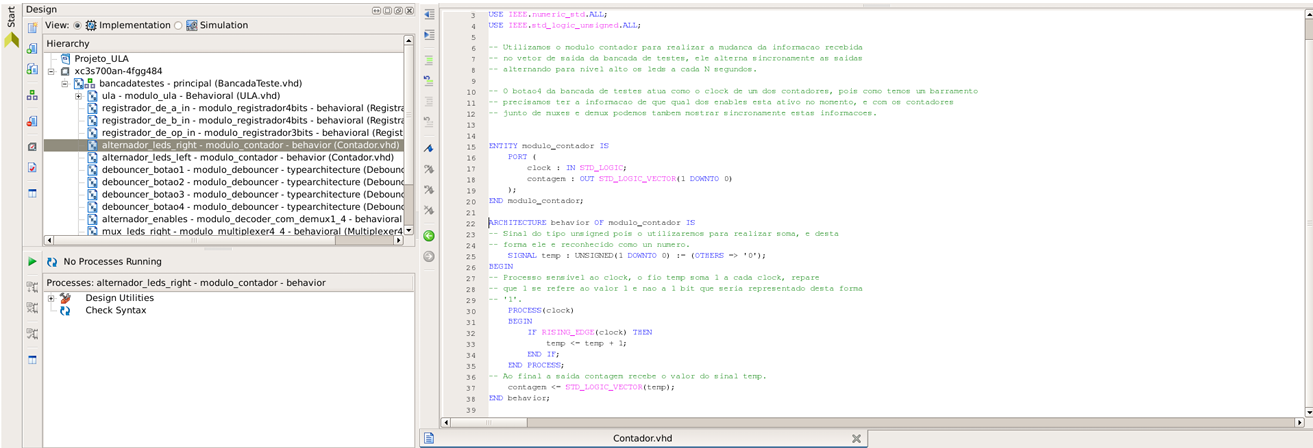 Start
Design
View: Implementation Simulation
Hierarchy
Projeto_ULA
xc3s700an-4fgg484
bancadatestes - principal (BancadaTeste.vhd)
ula - modulo_ula - Behavioral (ULA.vhd)
registrador_de_a_in - modulo_registrador4bits - behavioral (Registra
registrador_de_b_in - modulo_registrador4bits - behavioral (Registra
registrador_de_op_in - modulo_registrador3bits - behavioral (Regist
alternador_leds_right - modulo_contador - behavior (Contador.vhd)
alternador_leds_left - modulo_contador - behavior (Contador.vhd)
debouncer_botao1 - modulo_debouncer - typearchitecture (Debounc
debouncer_botao2 - modulo_debouncer - typearchitecture (Debounc
debouncer_botao3 - modulo_debouncer - typearchitecture (Debounc
debouncer_botao4 - modulo_debouncer - typearchitecture (Debounc
alternador_enables - modulo_decoder_com_demux1_4 - behavioral
mux_leds_right - modulo_multiplexer4_4 - behavioral (Multiplexer4
No Processes Running
Processes: alternador_leds_right - modulo_contador - behavior
Design Utilities
Check Syntax
3 USE IEEE.numeric_std.ALL;
4 USE IEEE.std_logic_unsigned.ALL;
5
6 -- Utilizamos o modulo contador para realizar a mudanca da informacao recebida
7 -- no vetor de saida da bancada de testes, ele alterna sincronamente as saidas
8 -- alternando para nivel alto os leds a cada N segundos.
9
10 -- O botao4 da bancada de testes atua como o clock de um dos contadores, pois como temos um barramento
11 -- precisamos ter a informacao de que qual dos enables esta ativo no momento, e com os contadores
12 -- junto de muxes e demux podemos tambem mostrar sincronamente estas informacoes.
13
14
15 ENTITY modulo_contador IS
16 PORT (
17 clock : IN STD_LOGIC;
18 contagem : OUT STD_LOGIC_VECTOR(1 DOWNTO 0)
19 );
20 END modulo_contador;
21
22 ARCHITECTURE behavior OF modulo_contador IS
23 -- Sinal do tipo unsigned pois o utilizaremos para realizar soma, e desta
24 -- forma ele e reconhecido como un numero.
25 SIGNAL temp : UNSIGNED(1 DOWNTO 0) := (OTHERS => '0');
26 BEGIN
27 -- Processo sensivel ao clock, o fio temp soma 1 a cada clock, repare
28 -- que 1 se refere ao valor 1 e nao a 1 bit que seria representado desta forma
29 -- '1'.
30 PROCESS(clock)
31 BEGIN
32 IF RISING_EDGE(clock) THEN
33 temp <= temp + 1;
34 END IF;
35 END PROCESS;
36 -- Ao final a saida contagem recebe o valor do sinal temp.
37 contagem <= STD_LOGIC_VECTOR(temp);
38 END behavior;
39
Contador.vhd